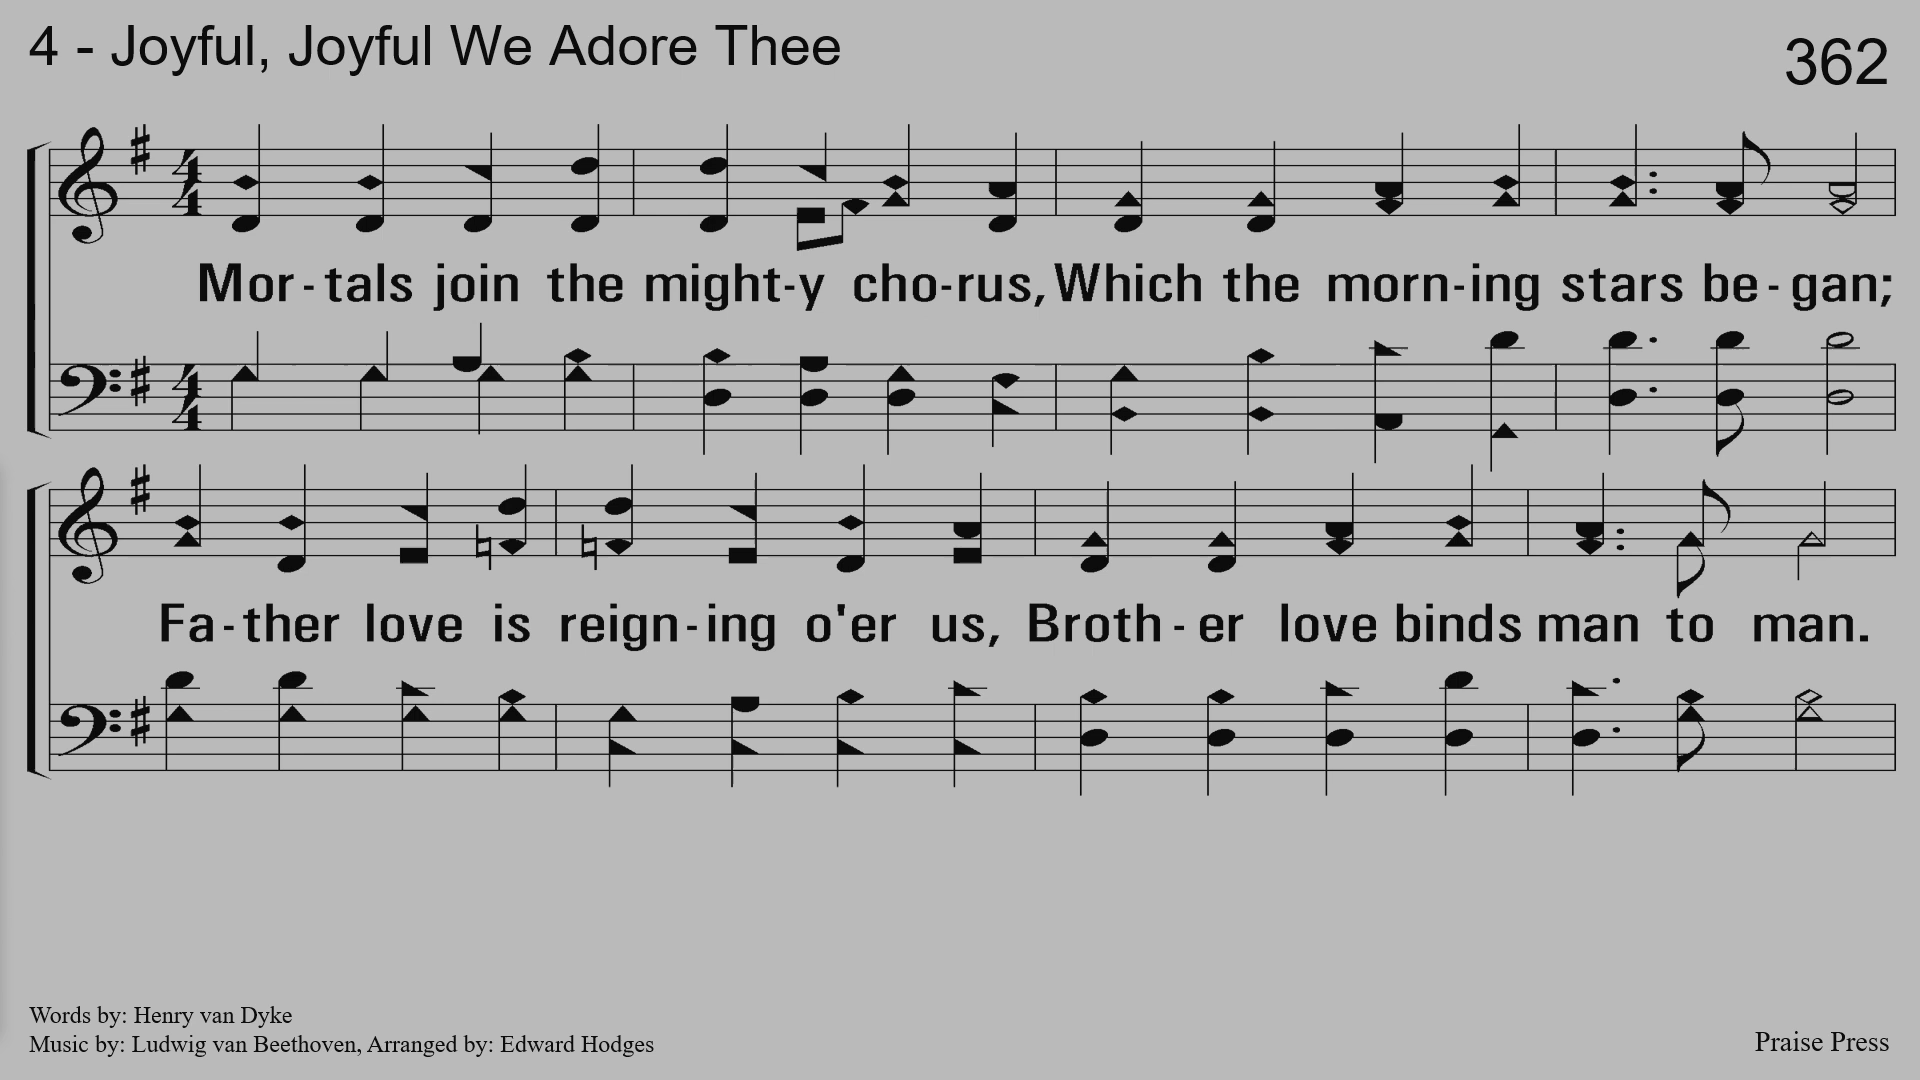 4 - Joyful, Joyful We Adore Thee
362
Mor - tals join the might-y cho-rus, Which the morn-ing stars be - gan;
Fa - ther love is reign - ing o'er us, Broth - er love binds man to man.
Words by: Henry van Dyke
Music by: Ludwig van Beethoven, Arranged by: Edward Hodges
Praise Press